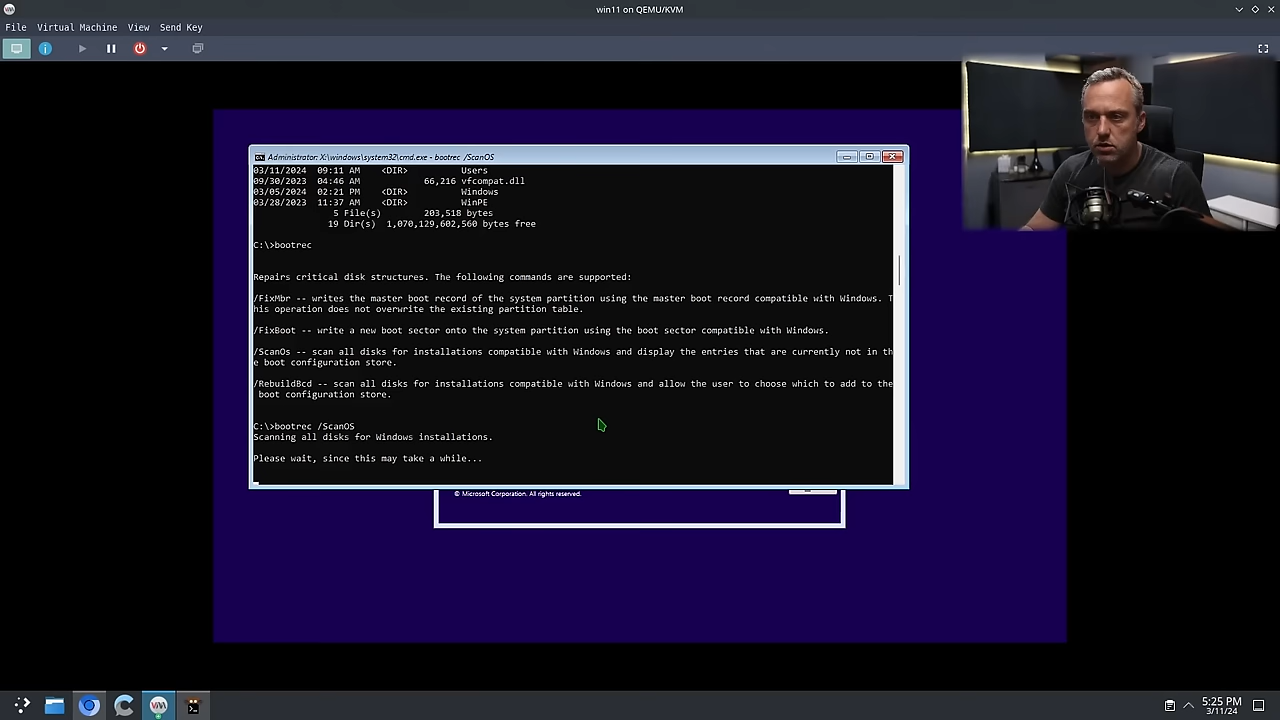 win11 on QEMU/KVM
File Virtual Machine View Send Key
Administrator: X:\windows\system32\cmd.exe - bootrec /ScanOS
03/11/2024 09:11 AM <DIR> Users
09/30/2023 04:46 AM 66,216 vfcompat.dll
03/05/2024 02:21 PM <DIR> Windows
03/28/2023 11:37 AM <DIR> WinPE
5 File(s) 203,518 bytes
19 Dir(s) 1,070,129,602,560 bytes free
C:\>bootrec
Repairs critical disk structures. The following commands are supported:
/FixMbr -- writes the master boot record of the system partition using the master boot record compatible with Windows. T
his operation does not overwrite the existing partition table.
/FixBoot -- write a new boot sector onto the system partition using the boot sector compatible with Windows.
/ScanOs -- scan all disks for installations compatible with Windows and display the entries that are currently not in th
e boot configuration store.
/RebuildBcd -- scan all disks for installations compatible with Windows and allow the user to choose which to add to the
boot configuration store.
C:\>bootrec /ScanOS
Scanning all disks for Windows installations.
Please wait, since this may take a while...
© Microsoft Corporation. All rights reserved.
5:25 PM
3/11/24